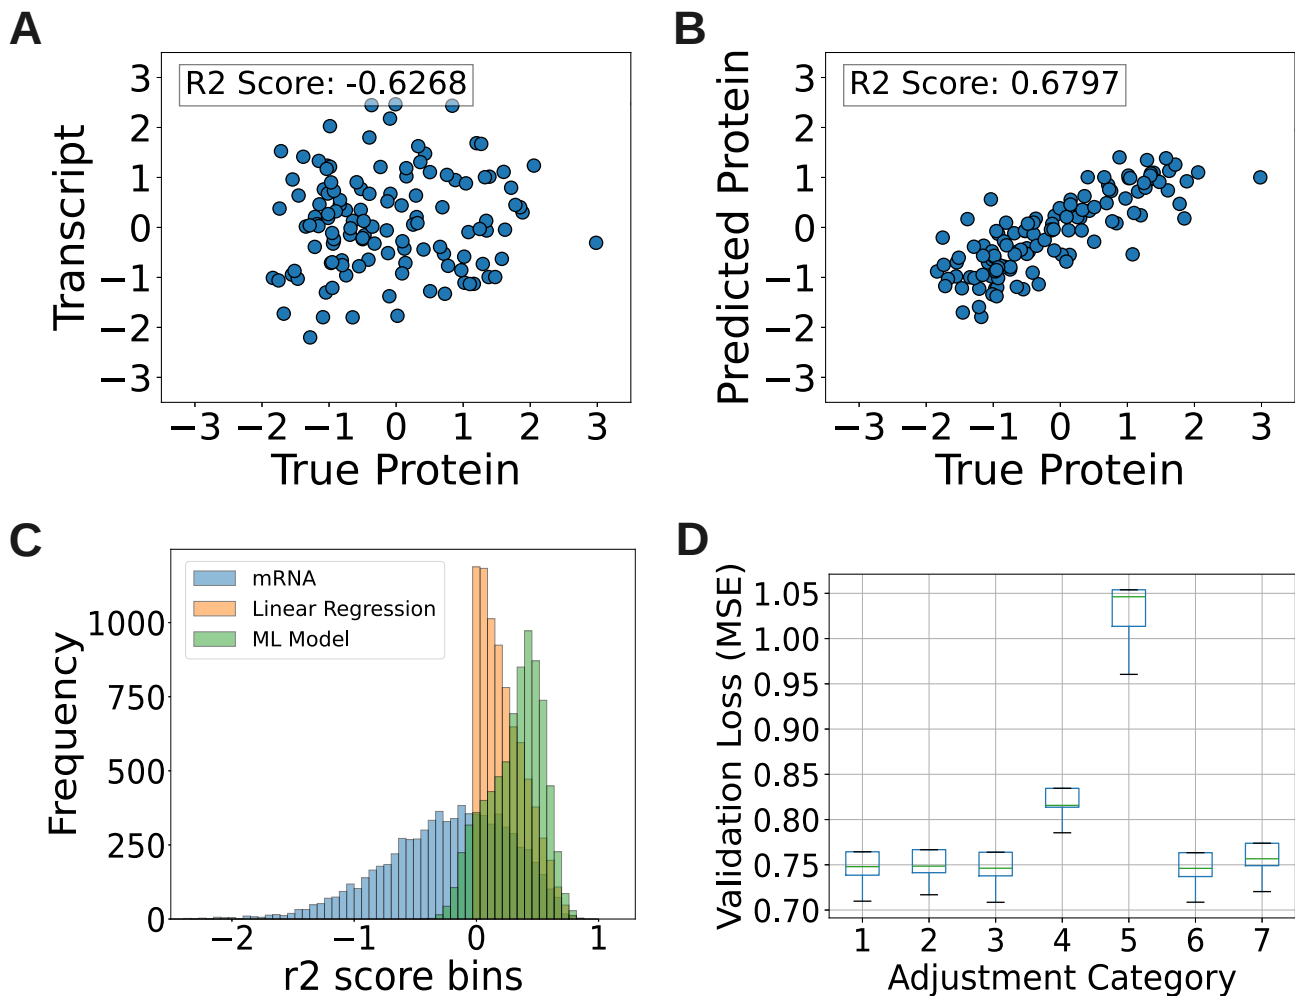 A
R2 Score: -0.6268
Transcript
3
2
1
0
−1
−2
−3
−3 −2 −1 0 1 2 3
True Protein
B
R2 Score: 0.6797
Predicted Protein
3
2
1
0
−1
−2
−3
−3 −2 −1 0 1 2 3
True Protein
C
mRNA
Linear Regression
ML Model
Frequency
1000
750
500
250
0
−2 −1 0 1
r2 score bins
D
Validation Loss (MSE)
1.05
1.00
0.95
0.90
0.85
0.80
0.75
0.70
1 2 3 4 5 6 7
Adjustment Category